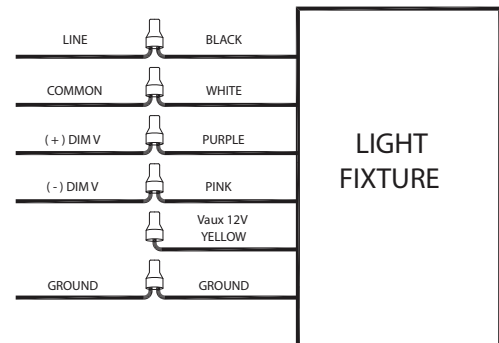 LINE BLACK
COMMON WHITE
( + ) DIM V PURPLE
( - ) DIM V PINK
Vaux 12V
YELLOW
GROUND GROUND
LIGHT
FIXTURE